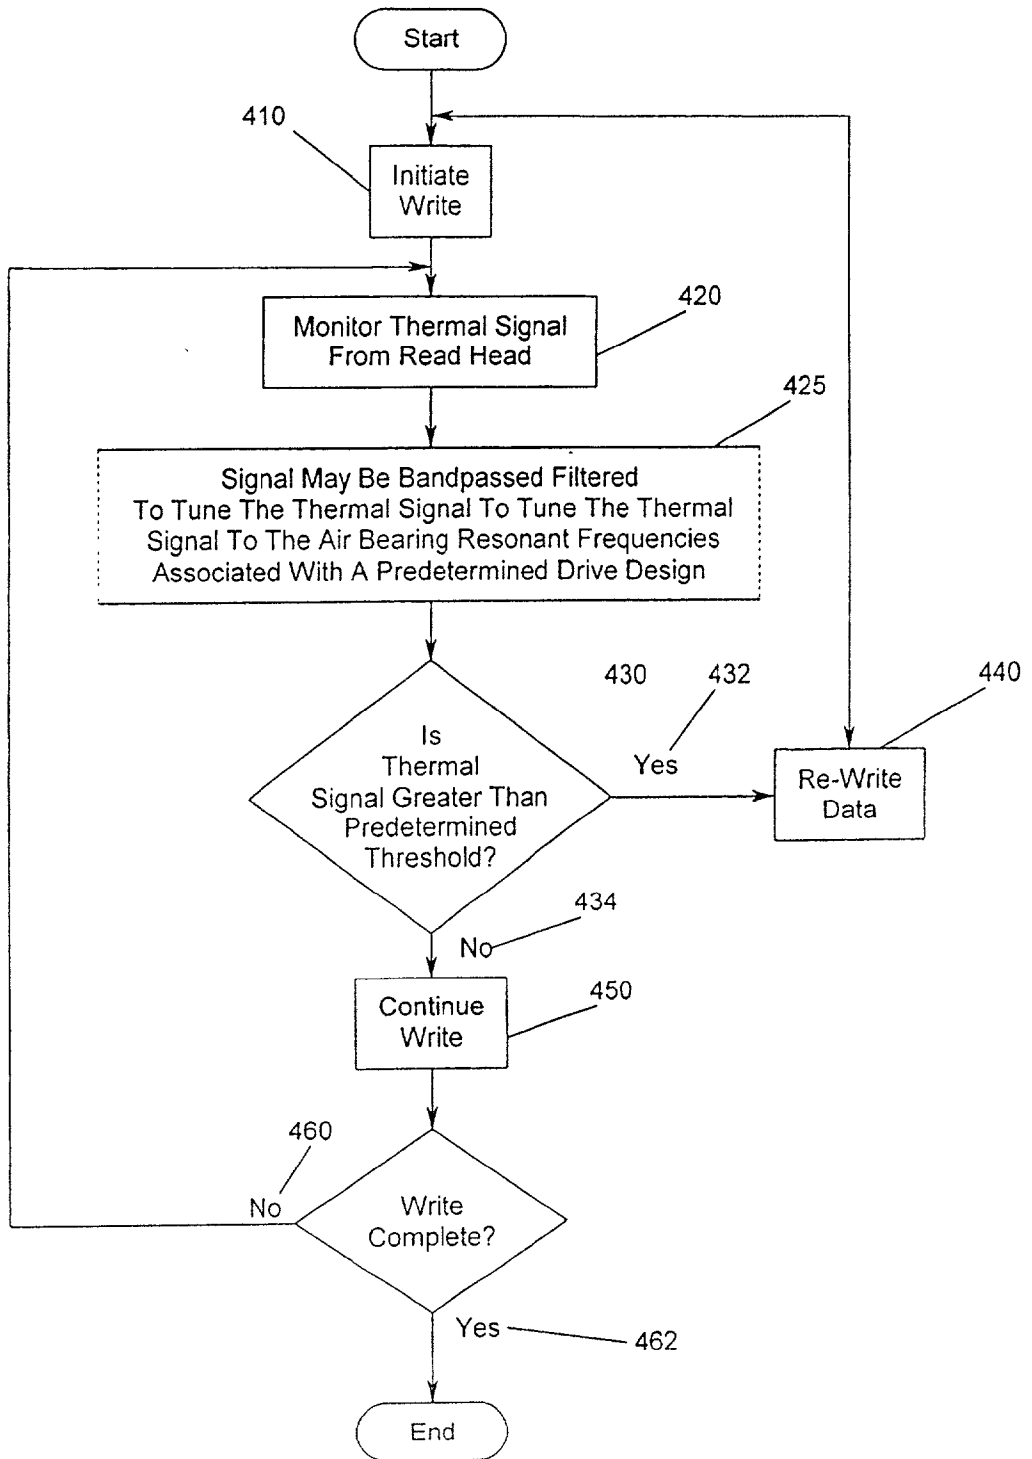 Start
410
Initiate
Write
420
Monitor Thermal Signal
From Read Head
425
Signal May Be Bandpassed Filtered
To Tune The Thermal Signal To Tune The Thermal
Signal To The Air Bearing Resonant Frequencies
Associated With A Predetermined Drive Design
430
432
440
Is
Thermal
Signal Greater Than
Predetermined
Threshold?
Yes
Re-Write
Data
434
No
Continue
Write
450
460
No
Write
Complete?
Yes
462
End